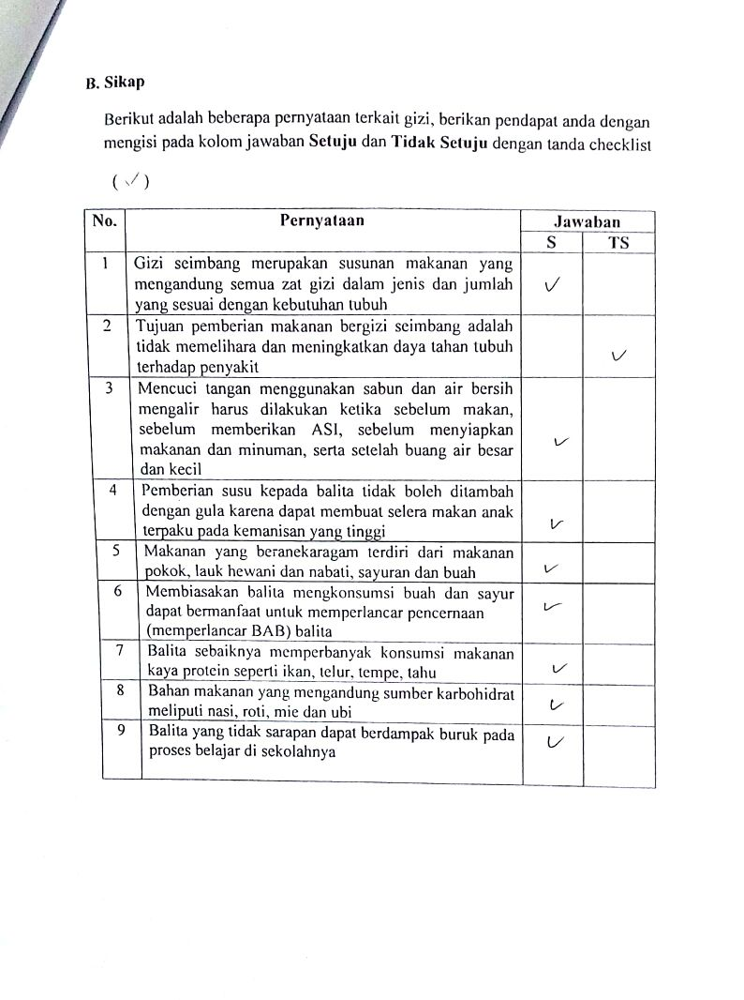 B. Sikap
Berikut adalah beberapa pernyataan terkait gizi, berikan pendapat anda dengan
mengisi pada kolom jawaban Setuju dan Tidak Setuju dengan tanda checklist
( ✓ )
No. Pernyataan Jawaban
S TS
1 Gizi seimbang merupakan susunan makanan yang
mengandung semua zat gizi dalam jenis dan jumlah ✓
yang sesuai dengan kebutuhan tubuh
2 Tujuan pemberian makanan bergizi seimbang adalah
tidak memelihara dan meningkatkan daya tahan tubuh ✓
terhadap penyakit
3 Mencuci tangan menggunakan sabun dan air bersih
mengalir harus dilakukan ketika sebelum makan,
sebelum memberikan ASI, sebelum menyiapkan ✓
makanan dan minuman, serta setelah buang air besar
dan kecil
4 Pemberian susu kepada balita tidak boleh ditambah
dengan gula karena dapat membuat selera makan anak ✓
terpaku pada kemanisan yang tinggi
5 Makanan yang beranekaragam terdiri dari makanan ✓
pokok, lauk hewani dan nabati, sayuran dan buah
6 Membiasakan balita mengkonsumsi buah dan sayur ✓
dapat bermanfaat untuk memperlancar pencernaan
(memperlancar BAB) balita
7 Balita sebaiknya memperbanyak konsumsi makanan
kaya protein seperti ikan, telur, tempe, tahu ✓
8 Bahan makanan yang mengandung sumber karbohidrat ✓
meliputi nasi, roti, mie dan ubi
9 Balita yang tidak sarapan dapat berdampak buruk pada ✓
proses belajar di sekolahnya